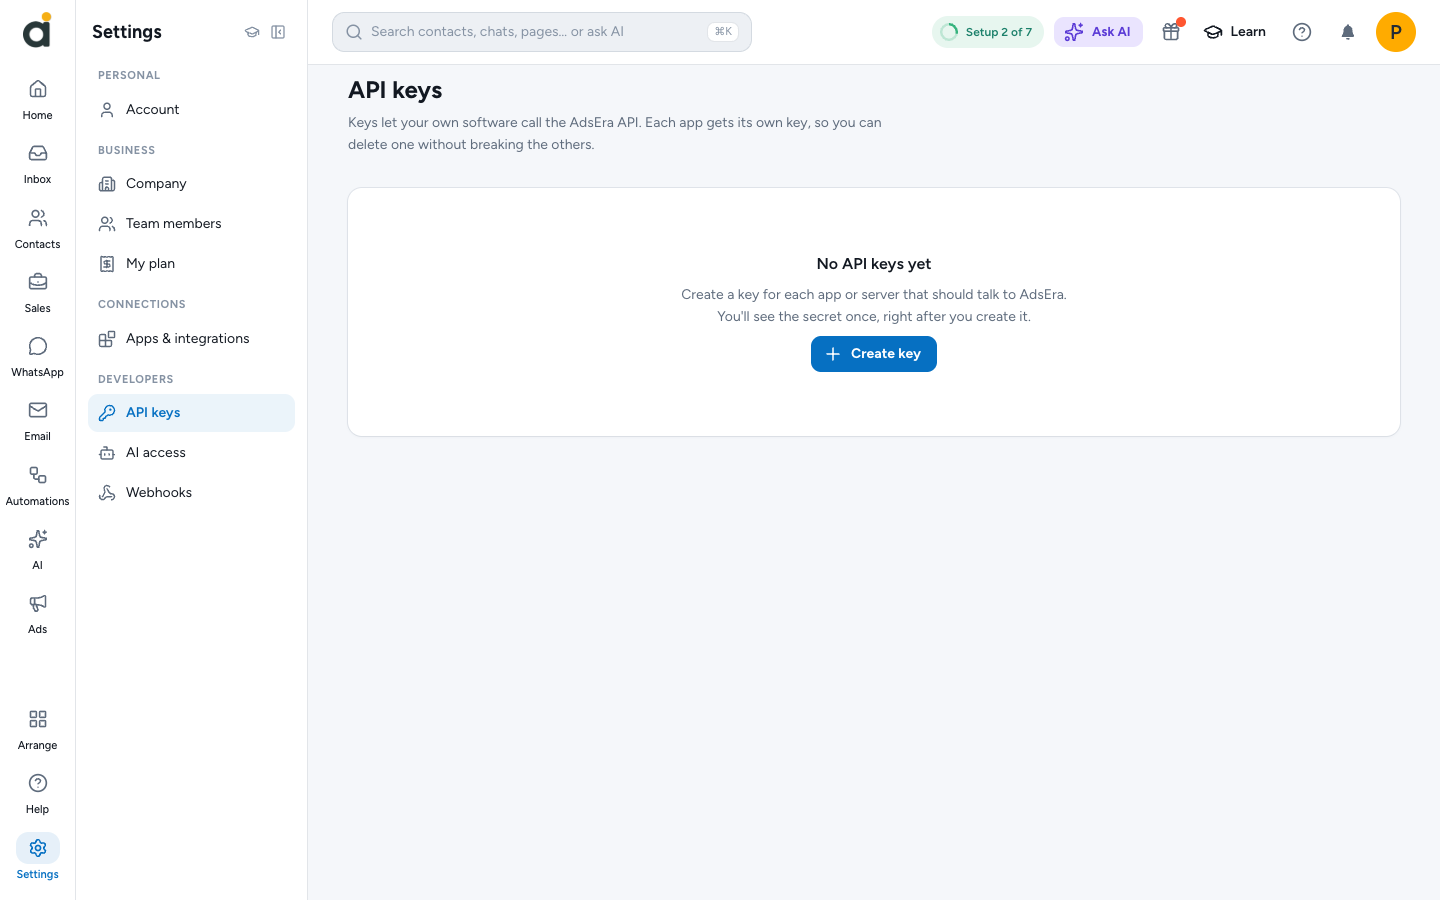 Settings
PERSONAL
Account
BUSINESS
Company
Team members
My plan
CONNECTIONS
Apps & integrations
DEVELOPERS
API keys
AI access
Webhooks
Home
Inbox
Contacts
Sales
WhatsApp
Email
Automations
AI
Ads
Arrange
Help
Settings
Search contacts, chats, pages... or ask AI
⌘K
Setup 2 of 7
Ask AI
Learn
P
API keys
Keys let your own software call the AdsEra API. Each app gets its own key, so you can
delete one without breaking the others.
No API keys yet
Create a key for each app or server that should talk to AdsEra.
You'll see the secret once, right after you create it.
Create key